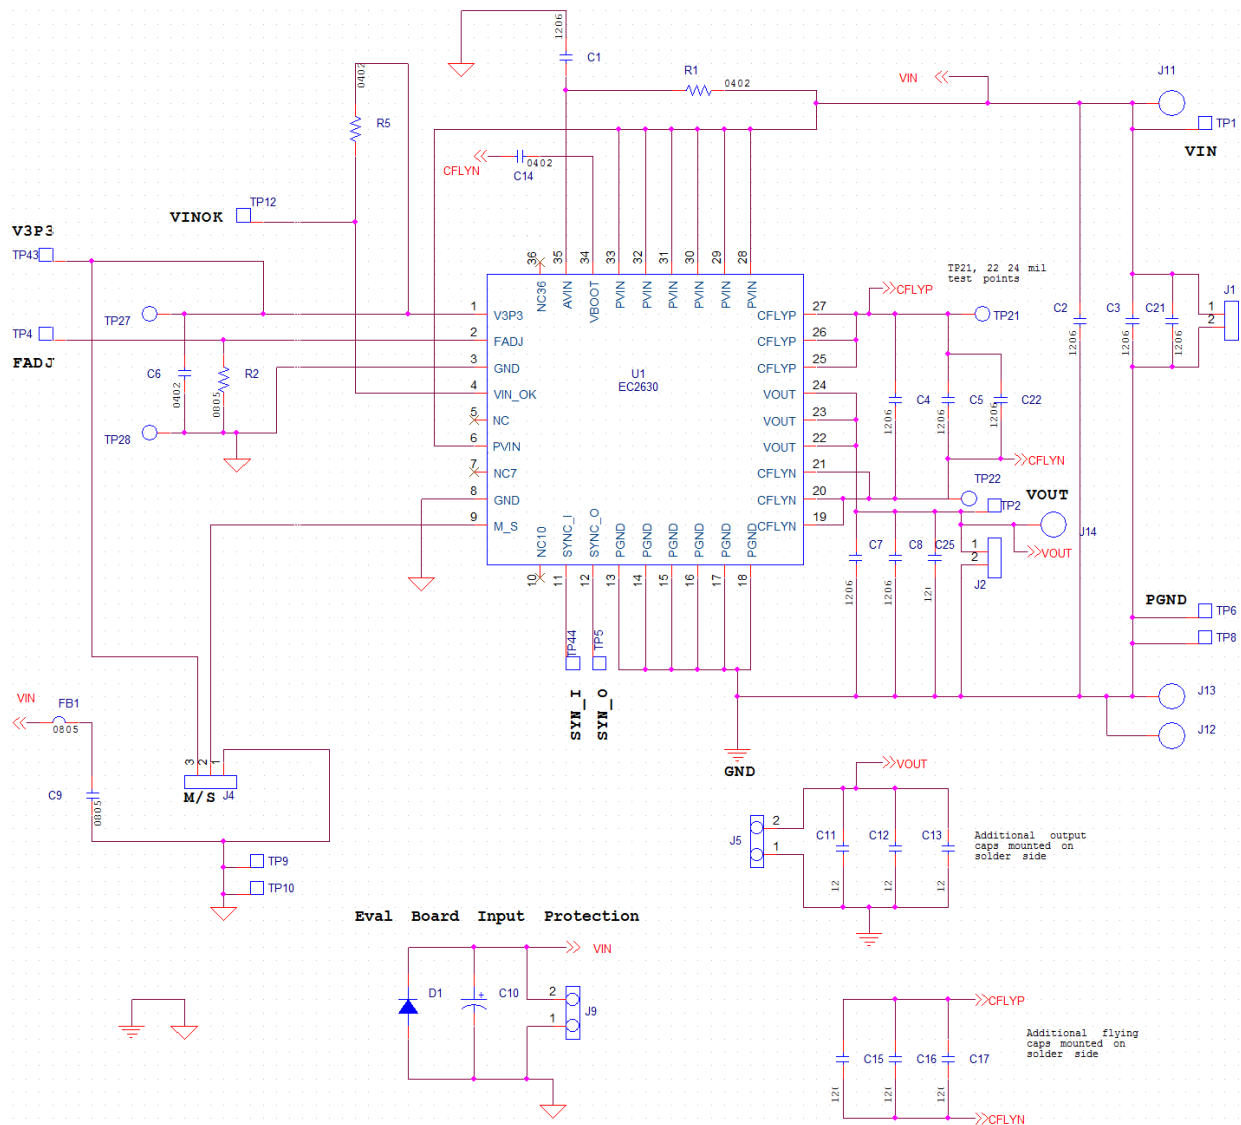 1206
C1
R1
0402
VIN
J11
TP1
VIN
0402
R5
CFLYN
0402
C14
TP12
VINOK
V3P3
TP43
36
35
34
33
32
31
30
29
28
NC36
AVIN
VBOOT
PVIN
PVIN
PVIN
PVIN
PVIN
PVIN
TP21, 22 24 mil
test points
CFLYP
TP27
1
V3P3
CFLYP
27
TP21
C2
C3
C21
J1
1
2
1206
1206
1206
TP4
FADJ
2
FADJ
CFLYP
26
3
GND
CFLYP
25
C6
0402
R2
0805
U1
EC2630
4
VIN_OK
VOUT
24
C4
C5
C22
1206
1206
1206
5
NC
VOUT
23
TP28
6
PVIN
VOUT
22
7
NC7
CFLYN
21
CFLYN
8
GND
CFLYN
20
TP22
9
M_S
CFLYN
19
TP2
VOUT
J14
VOUT
NC10
SYNC_I
SYNC_O
PGND
PGND
PGND
PGND
PGND
PGND
10
11
12
13
14
15
16
17
18
C7
C8
C25
1206
1206
12(
1
2
J2
PGND
TP6
TP8
TP44
TP5
SYN_I
SYN_O
VIN
FB1
0805
J13
J12
GND
3
2
1
M/S
J4
C9
0805
VOUT
2
1
J5
C11
C12
C13
12
12
12
Additional output
caps mounted on
solder side
TP9
TP10
Eval Board Input Protection
VIN
D1
C10
+
2
1
J9
CFLYP
C15
C16
C17
12(
12(
12(
Additional flying
caps mounted on
solder side
CFLYN